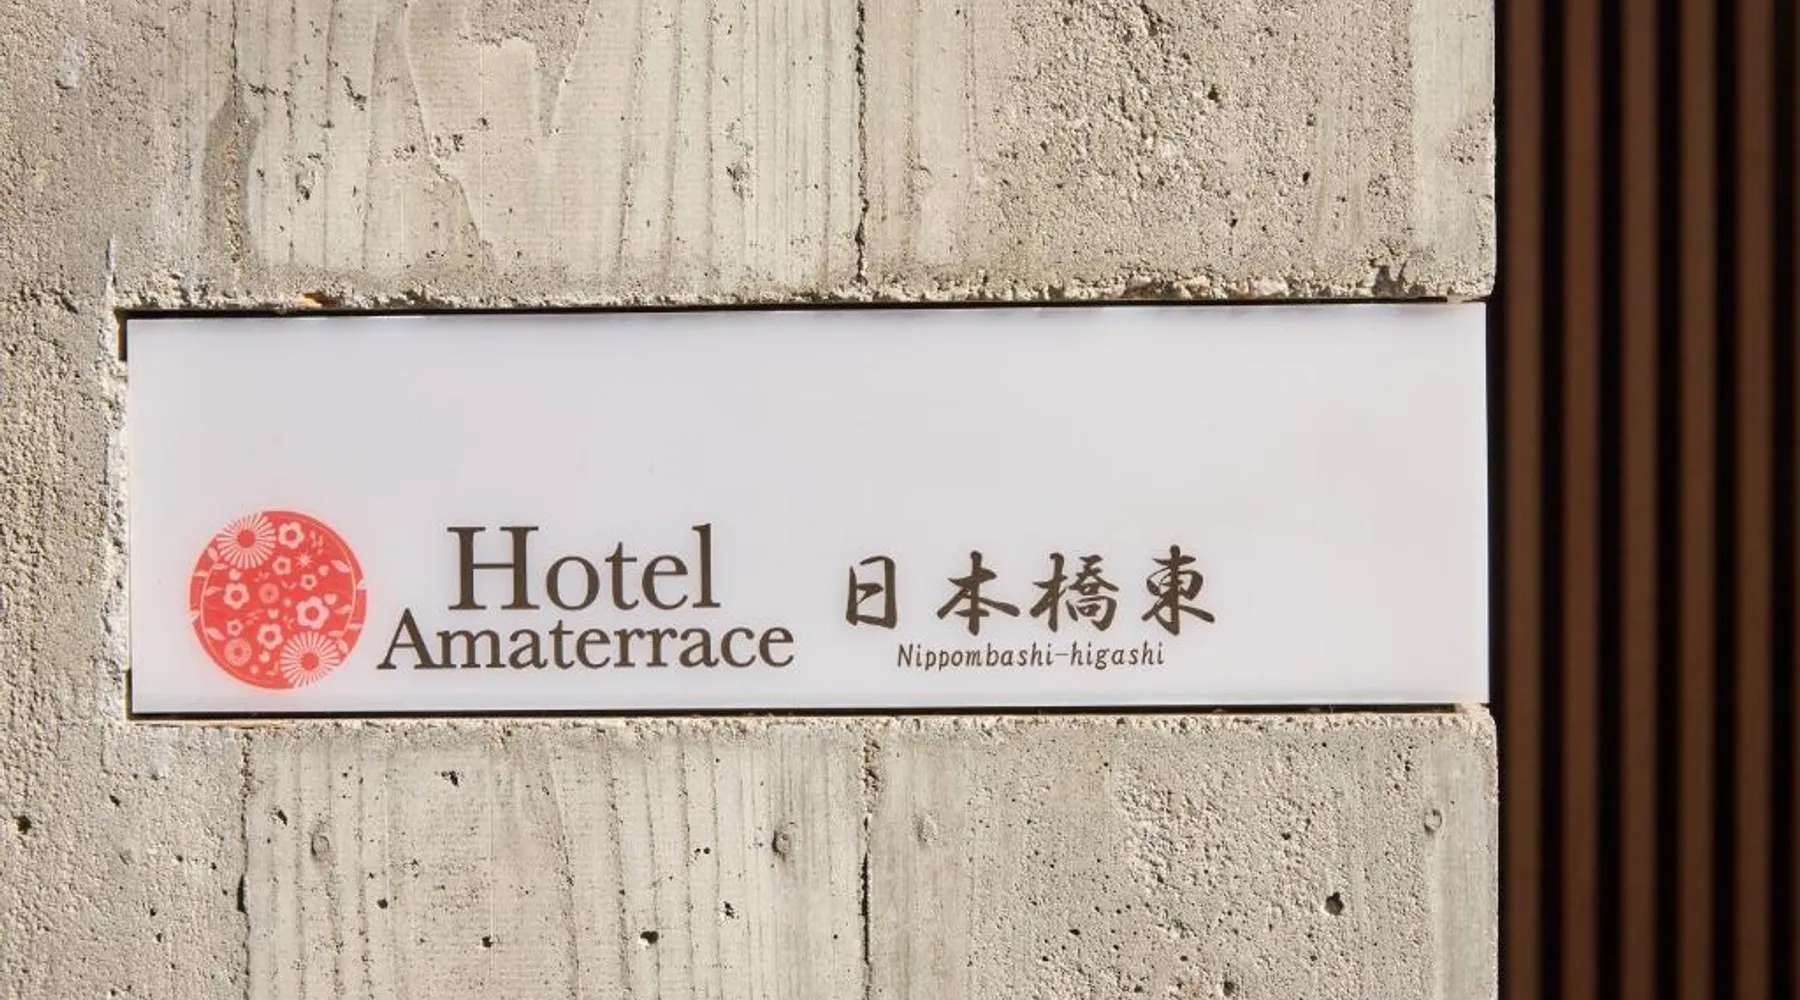 Hotel
Amaterrace
日本橋東
Nippombashi-higashi